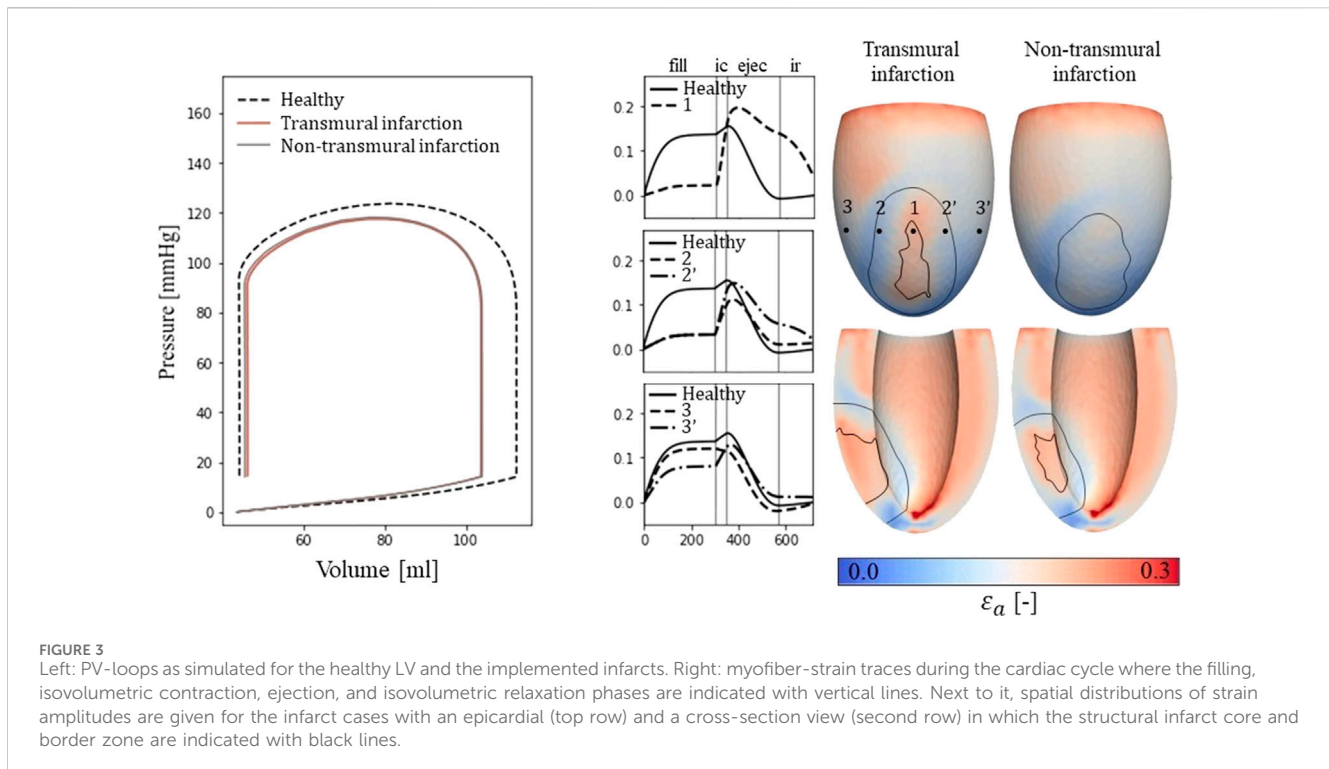 Healthy
Transmural infarction
Non-transmural infarction
160
140
120
100
80
60
40
20
0
Pressure [mmHg]
60
80
100
Volume [ml]
fill
ic
ejec
ir
Healthy
1
0.2
0.1
0.0
Healthy
2
2'
0.2
0.1
0.0
Healthy
3
3'
0.2
0.1
0.0
0
200
400
600
Transmural
infarction
Non-transmural
infarction
3
2
1
2'
3'
0.0
0.3
εa [-]
FIGURE 3
Left: PV-loops as simulated for the healthy LV and the implemented infarcts. Right: myofiber-strain traces during the cardiac cycle where the filling,
isovolumetric contraction, ejection, and isovolumetric relaxation phases are indicated with vertical lines. Next to it, spatial distributions of strain
amplitudes are given for the infarct cases with an epicardial (top row) and a cross-section view (second row) in which the structural infarct core and
border zone are indicated with black lines.